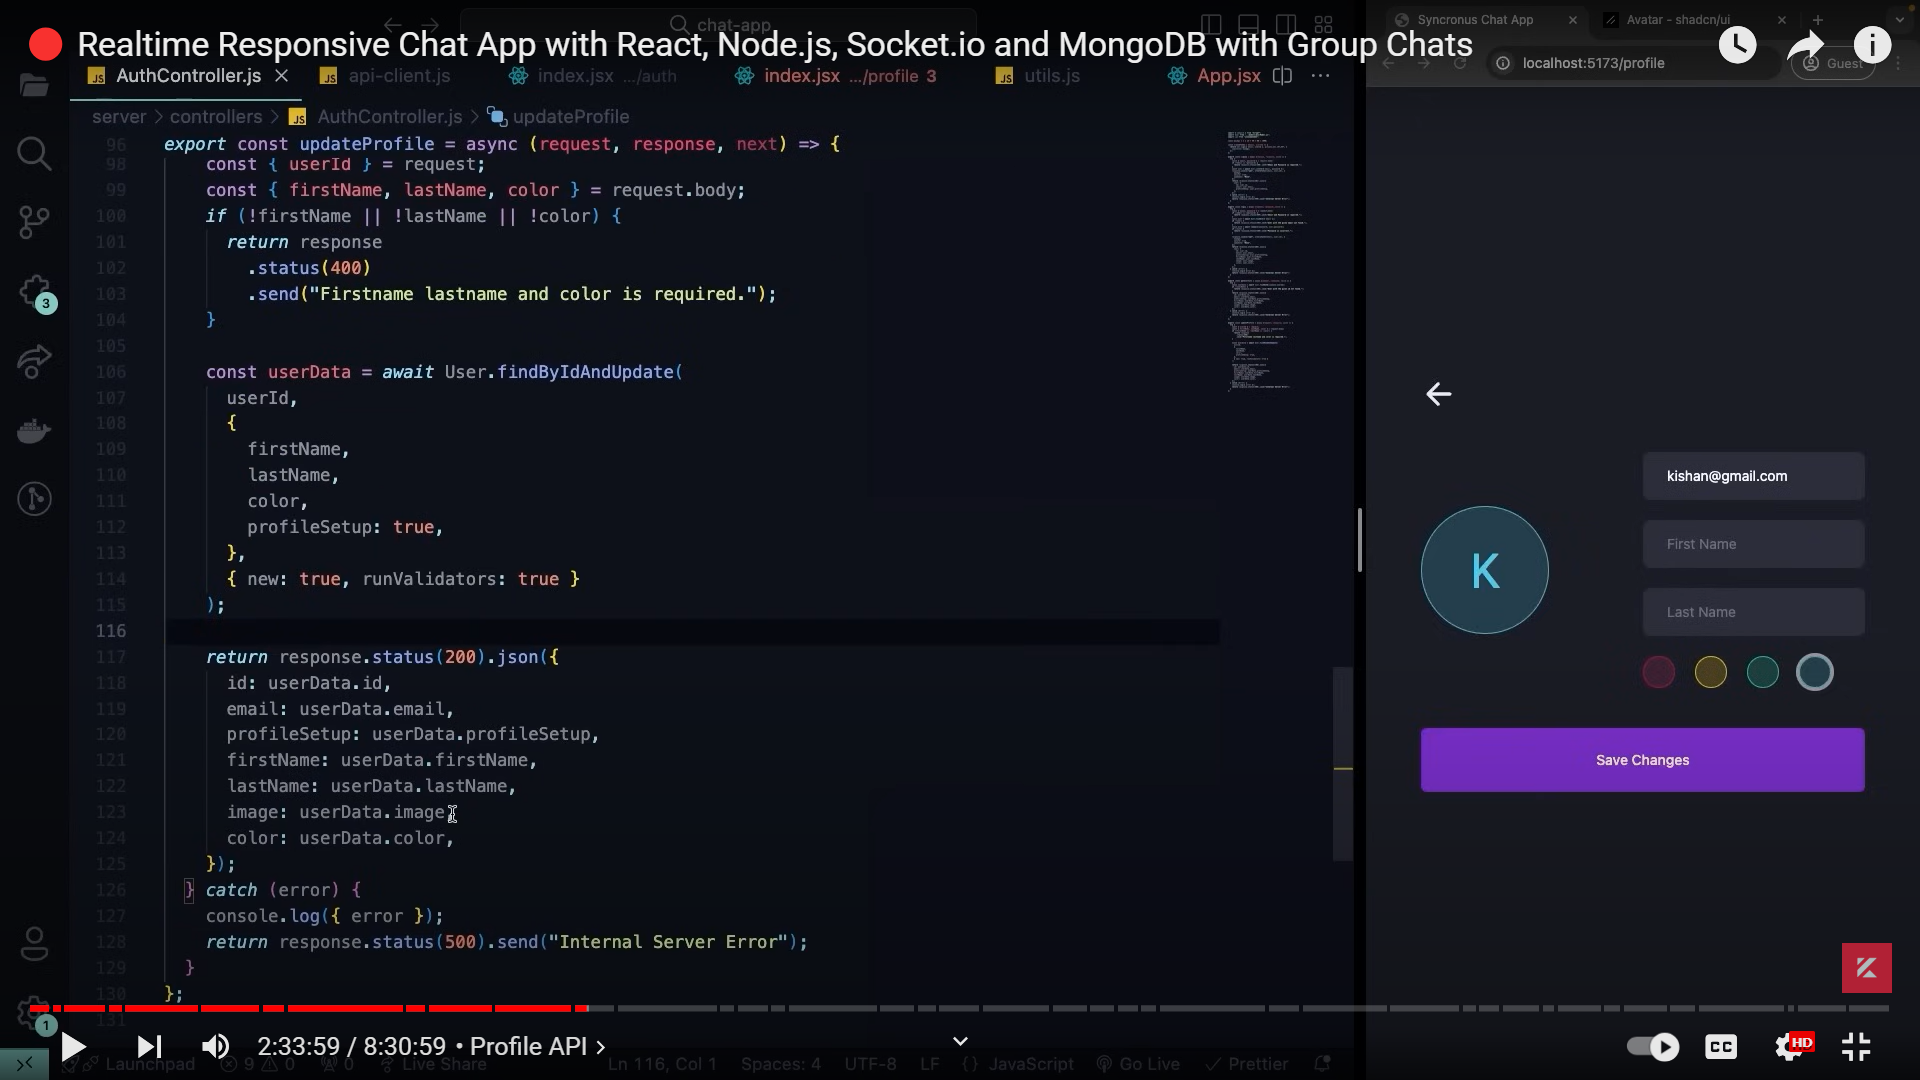 chat-app
Realtime Responsive Chat App with React, Node.js, Socket.io and MongoDB with Group Chats
AuthController.js
api-client.js
index.jsx .../auth
index.jsx .../profile 3
utils.js
App.jsx
server > controllers > AuthController.js > updateProfile
96 export const updateProfile = async (request, response, next) => {
98 const { userId } = request;
99 const { firstName, lastName, color } = request.body;
100 if (!firstName || !lastName || !color) {
101 return response
102 .status(400)
103 .send("Firstname lastname and color is required.");
104 }
105
106 const userData = await User.findByIdAndUpdate(
107 userId,
108 {
109 firstName,
110 lastName,
111 color,
112 profileSetup: true,
113 },
114 { new: true, runValidators: true }
115 );
116
117 return response.status(200).json({
118 id: userData.id,
119 email: userData.email,
120 profileSetup: userData.profileSetup,
121 firstName: userData.firstName,
122 lastName: userData.lastName,
123 image: userData.image
124 color: userData.color,
125 });
126 } catch (error) {
127 console.log({ error });
128 return response.status(500).send("Internal Server Error");
129 }
130 };
131
3
1
Syncronus Chat App
Avatar - shadcn/ui
localhost:5173/profile
Guest
K
kishan@gmail.com
First Name
Last Name
Save Changes
2:33:59 / 8:30:59 • Profile API >
CC
HD
Launchpad
9 0
0
Live Share
Ln 116, Col 1
Spaces: 4
UTF-8
LF
{} JavaScript
Go Live
Prettier